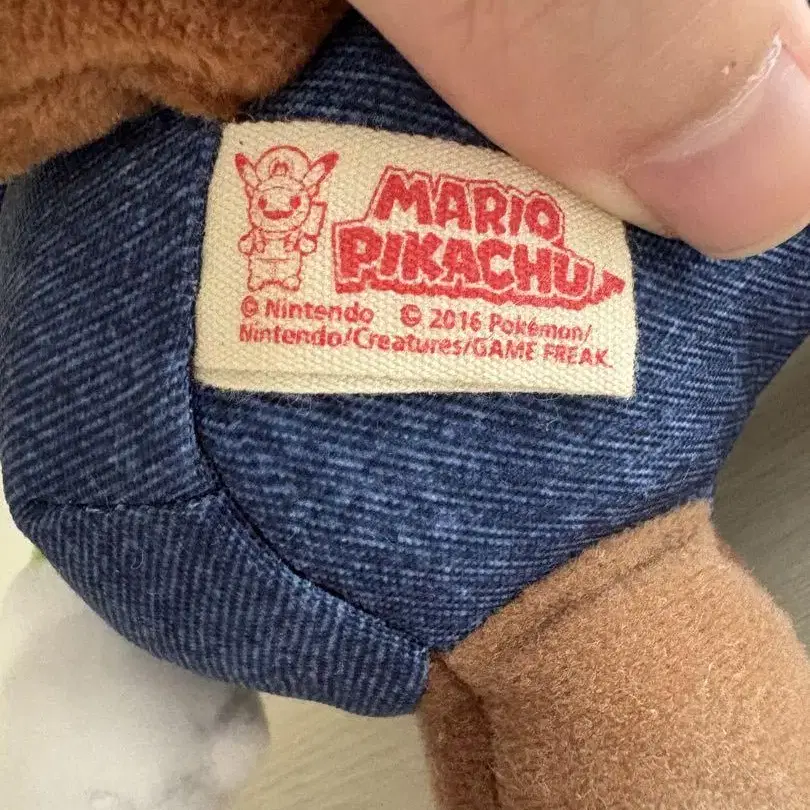 MARIO
PIKACHU
© Nintendo © 2016 Pokémon/
Nintendo/Creatures/GAME FREAK.